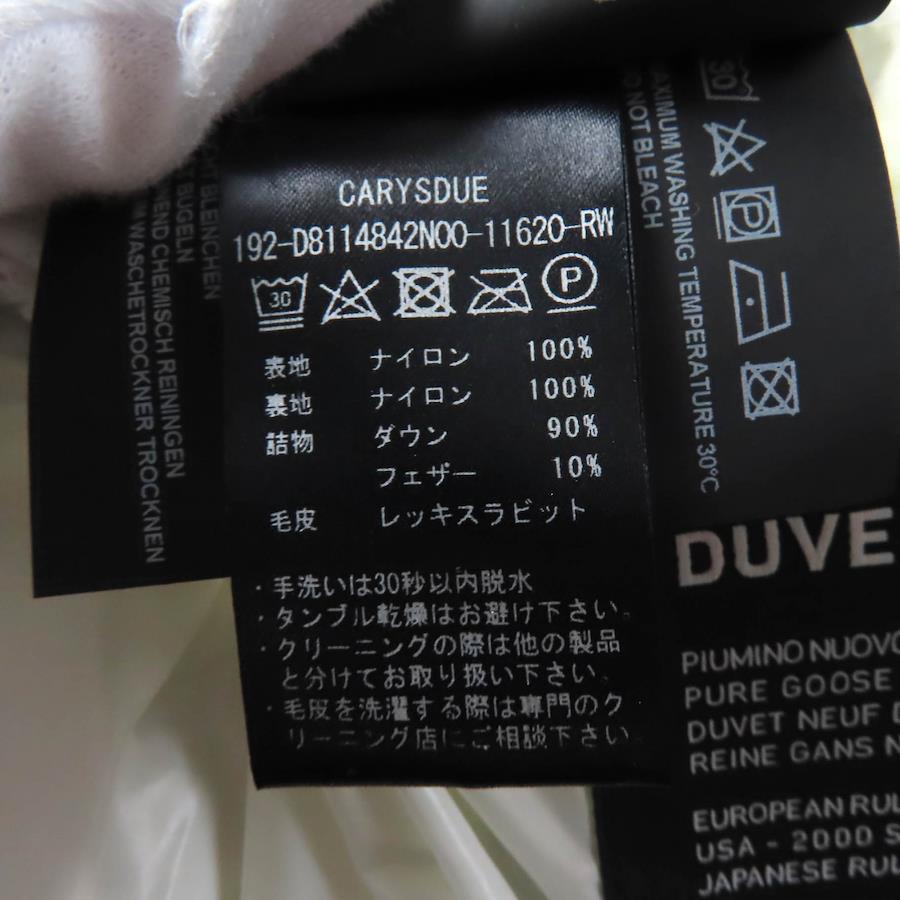 CARYSDUE
192-D8114842N00-11620-RW
30
表地 ナイロン 100%
裏地 ナイロン 100%
詰物 ダウン 90%
フェザー 10%
毛皮 レッキスラビット
・手洗いは30秒以内脱水
・タンブル乾燥はお避け下さい。
・クリーニングの際は他の製品
と分けてお取り扱い下さい。
・毛皮を洗濯する際は専門のク
リーニング店にご相談下さい。
BLEICHEN
BUGELN
CHEMISCH REININGEN
WASCHETROCKNER TROCKNEN
30
MAXIMUM WASHING TEMPERATURE 30°C
DO NOT BLEACH
DUVE
PIUMINO NUOVO
PURE GOOSE
DUVET NEUF D
REINE GANS N
EUROPEAN RUL
USA - 2000 S
JAPANESE RUL